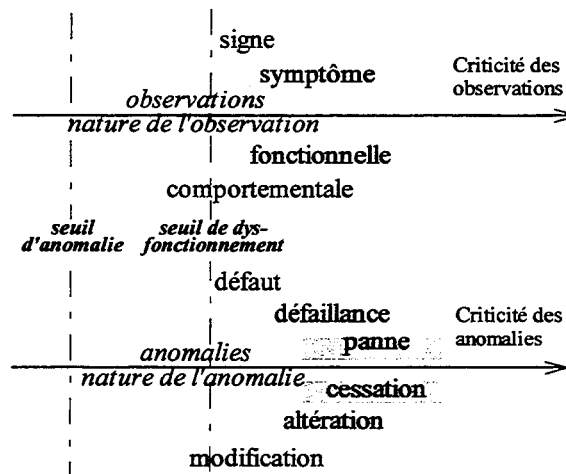 signe
symptôme
Criticité des
observations
observations
nature de l'observation
fonctionnelle
comportementale
seuil
d'anomalie
seuil de dys-
fonctionnement
défaut
défaillance
panne
Criticité des
anomalies
anomalies
nature de l'anomalie
cessation
altération
modification